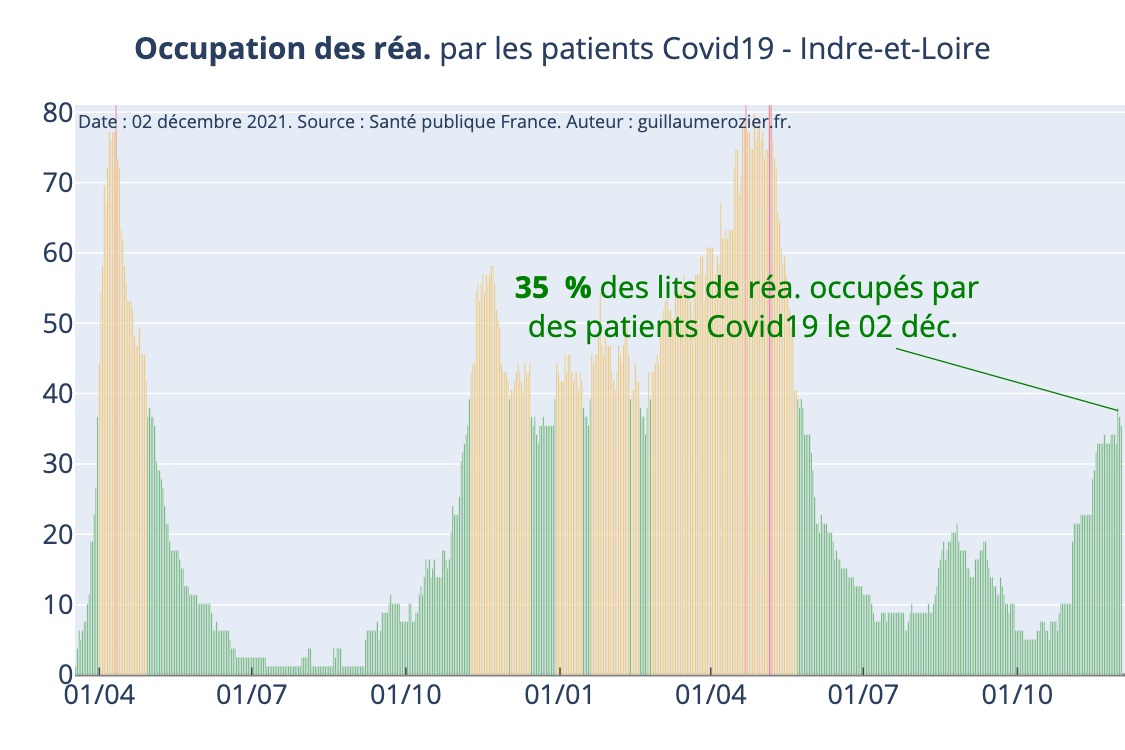 Occupation des réa. par les patients Covid19 - Indre-et-Loire
80
Date : 02 décembre 2021. Source : Santé publique France. Auteur : guillaumerozier.fr.
70
60
35 % des lits de réa. occupés par
des patients Covid19 le 02 déc.
50
40
30
20
10
0
01/04 01/07 01/10 01/01 01/04 01/07 01/10